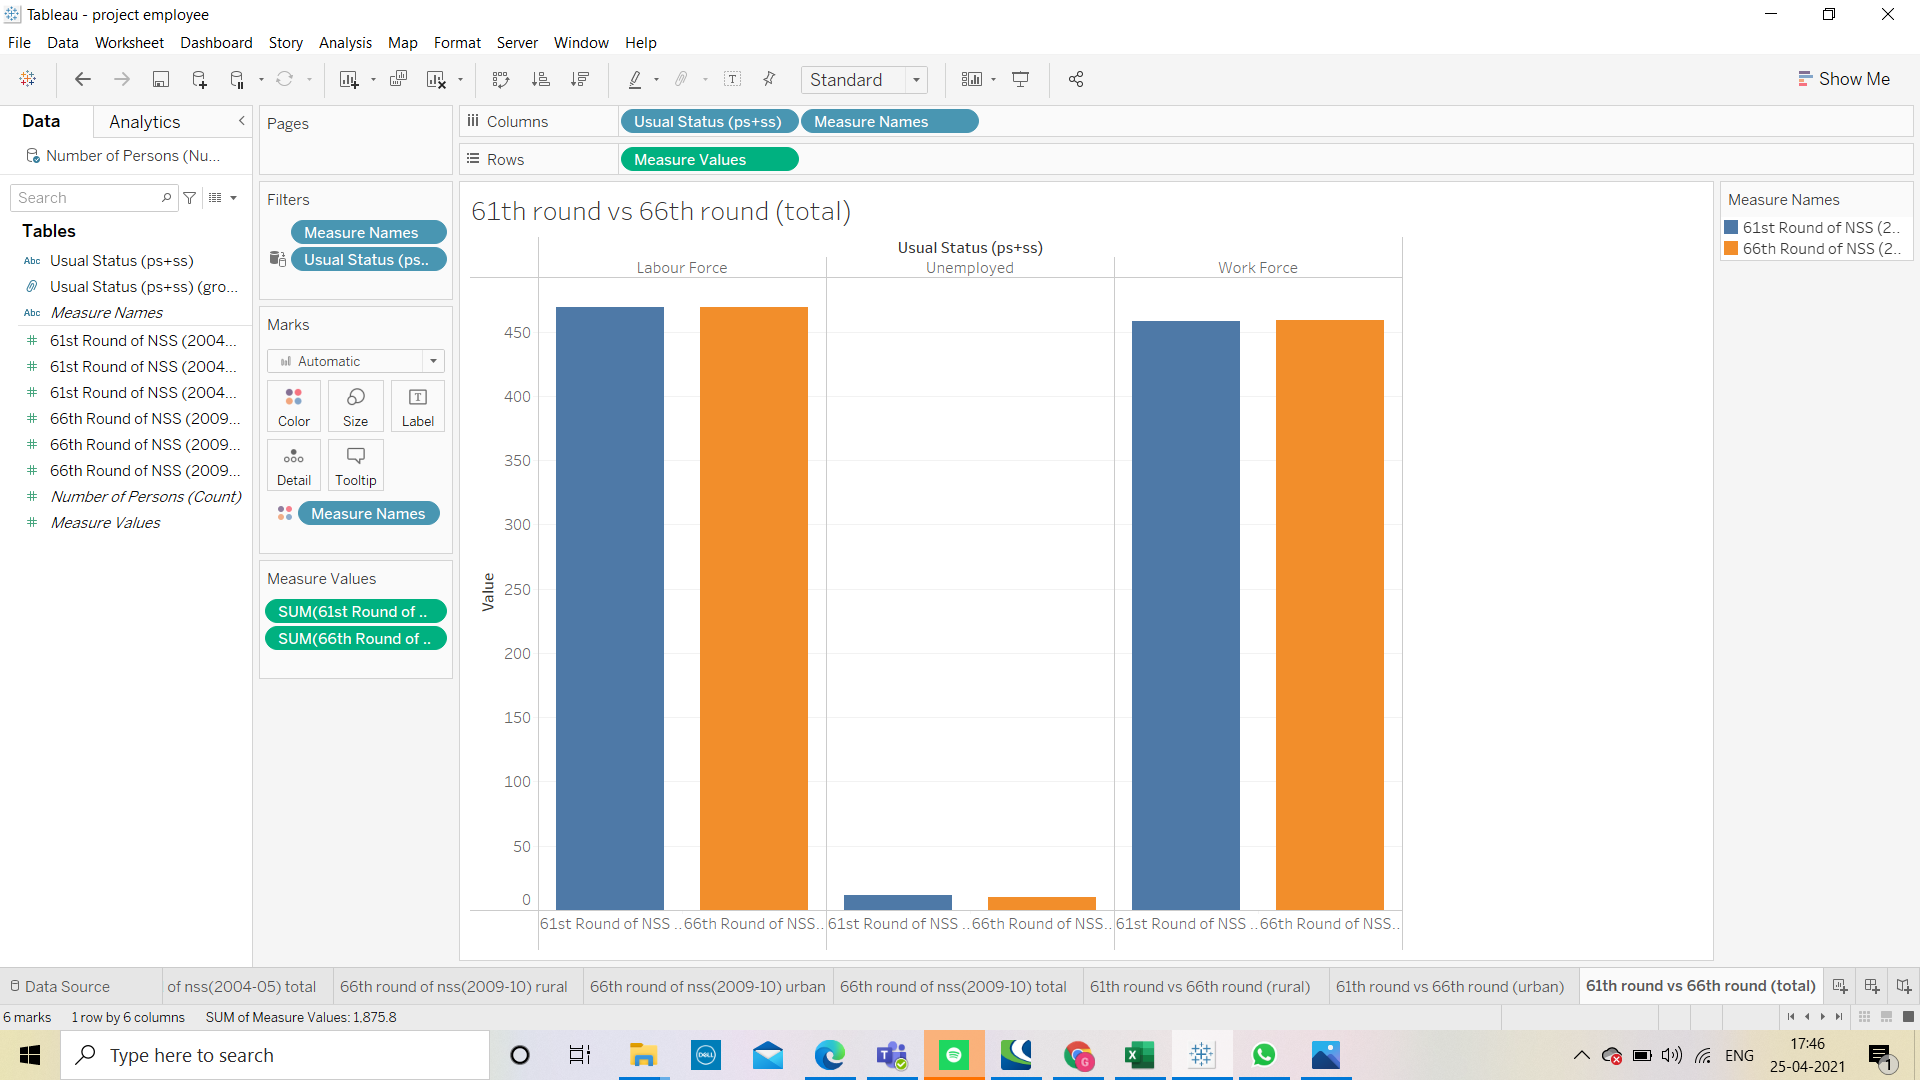 Tableau - project employee
File Data Worksheet Dashboard Story Analysis Map Format Server Window Help
Standard
Show Me
Data
Analytics
Number of Persons (Nu...
Search
Tables
Abc Usual Status (ps+ss)
Usual Status (ps+ss) (gro...
Abc Measure Names
# 61st Round of NSS (2004...
# 61st Round of NSS (2004...
# 61st Round of NSS (2004...
# 66th Round of NSS (2009...
# 66th Round of NSS (2009...
# 66th Round of NSS (2009...
# Number of Persons (Count)
# Measure Values
Pages
Filters
Measure Names
Usual Status (ps..
Marks
Automatic
Color Size Label
Detail Tooltip
Measure Names
Measure Values
SUM(61st Round of ..
SUM(66th Round of ..
Columns Usual Status (ps+ss) Measure Names
Rows Measure Values
61th round vs 66th round (total)
Usual Status (ps+ss)
Labour Force Unemployed Work Force
Value
450
400
350
300
250
200
150
100
50
0
61st Round of NSS .. 66th Round of NSS.. 61st Round of NSS .. 66th Round of NSS.. 61st Round of NSS .. 66th Round of NSS..
Measure Names
61st Round of NSS (2..
66th Round of NSS (2..
Data Source of nss(2004-05) total 66th round of nss(2009-10) rural 66th round of nss(2009-10) urban 66th round of nss(2009-10) total 61th round vs 66th round (rural) 61th round vs 66th round (urban) 61th round vs 66th round (total)
6 marks 1 row by 6 columns SUM of Measure Values: 1,875.8
Type here to search
DELL
ENG
17:46
25-04-2021
1